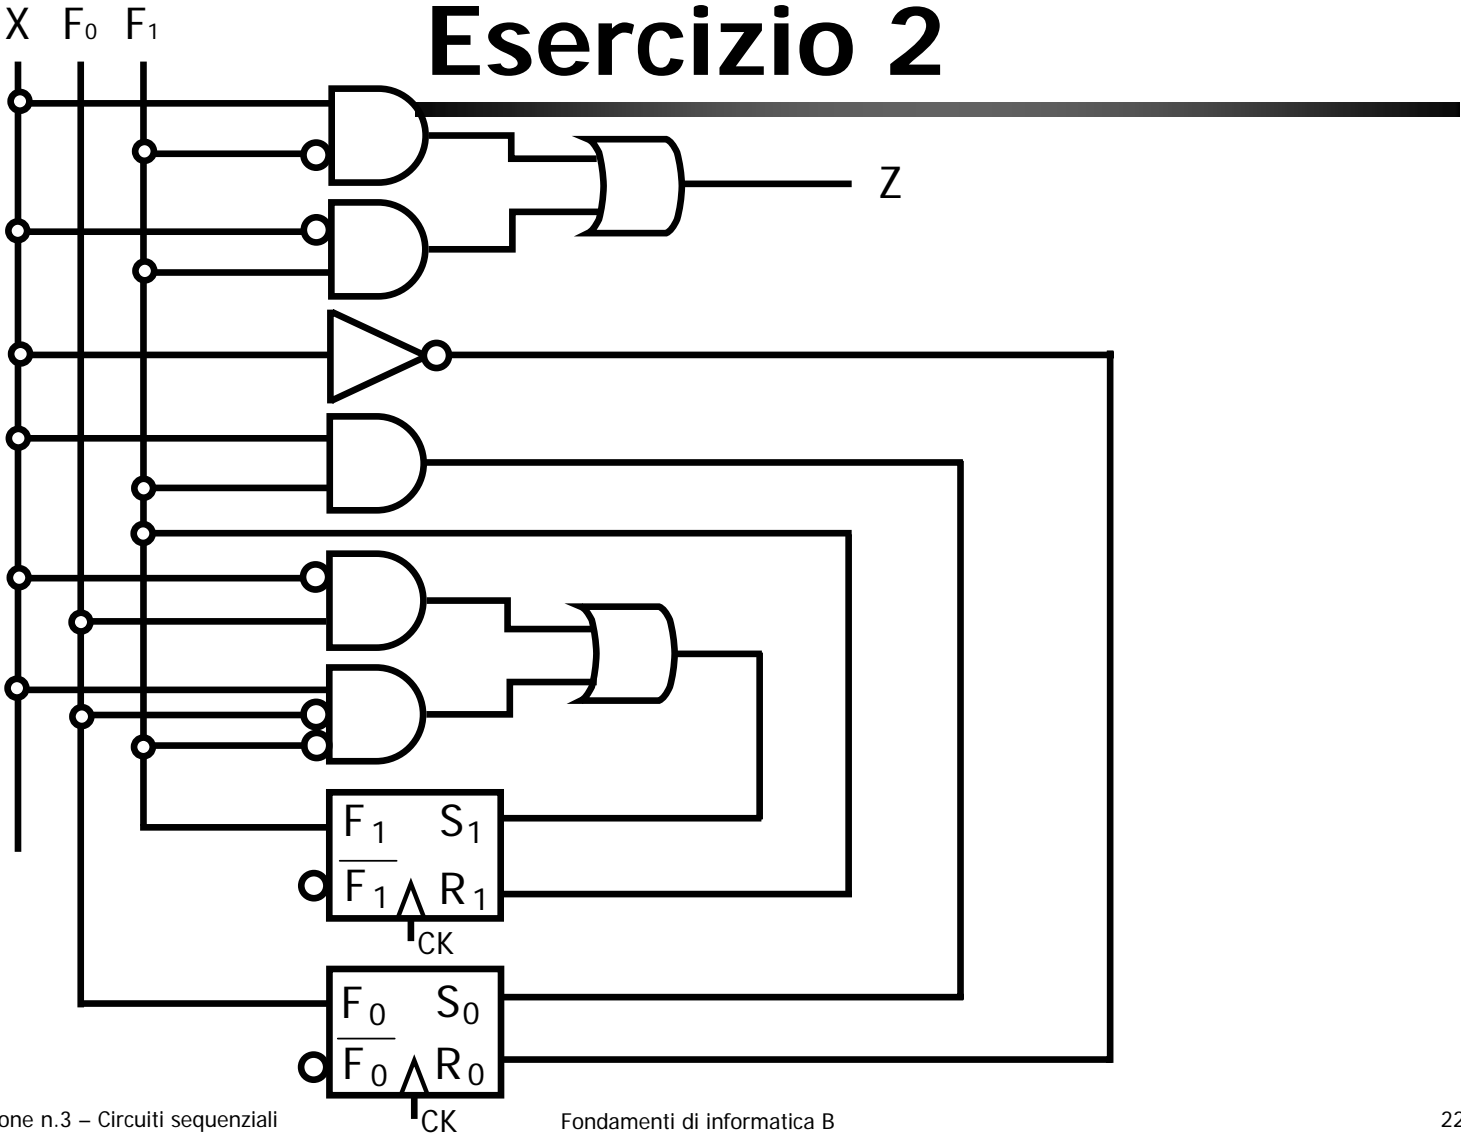 X F0 F1
Esercizio 2
Z
F1 S1
F1 R1
CK
F0 S0
F0 R0
CK
one n.3 – Circuiti sequenziali
Fondamenti di informatica B
22